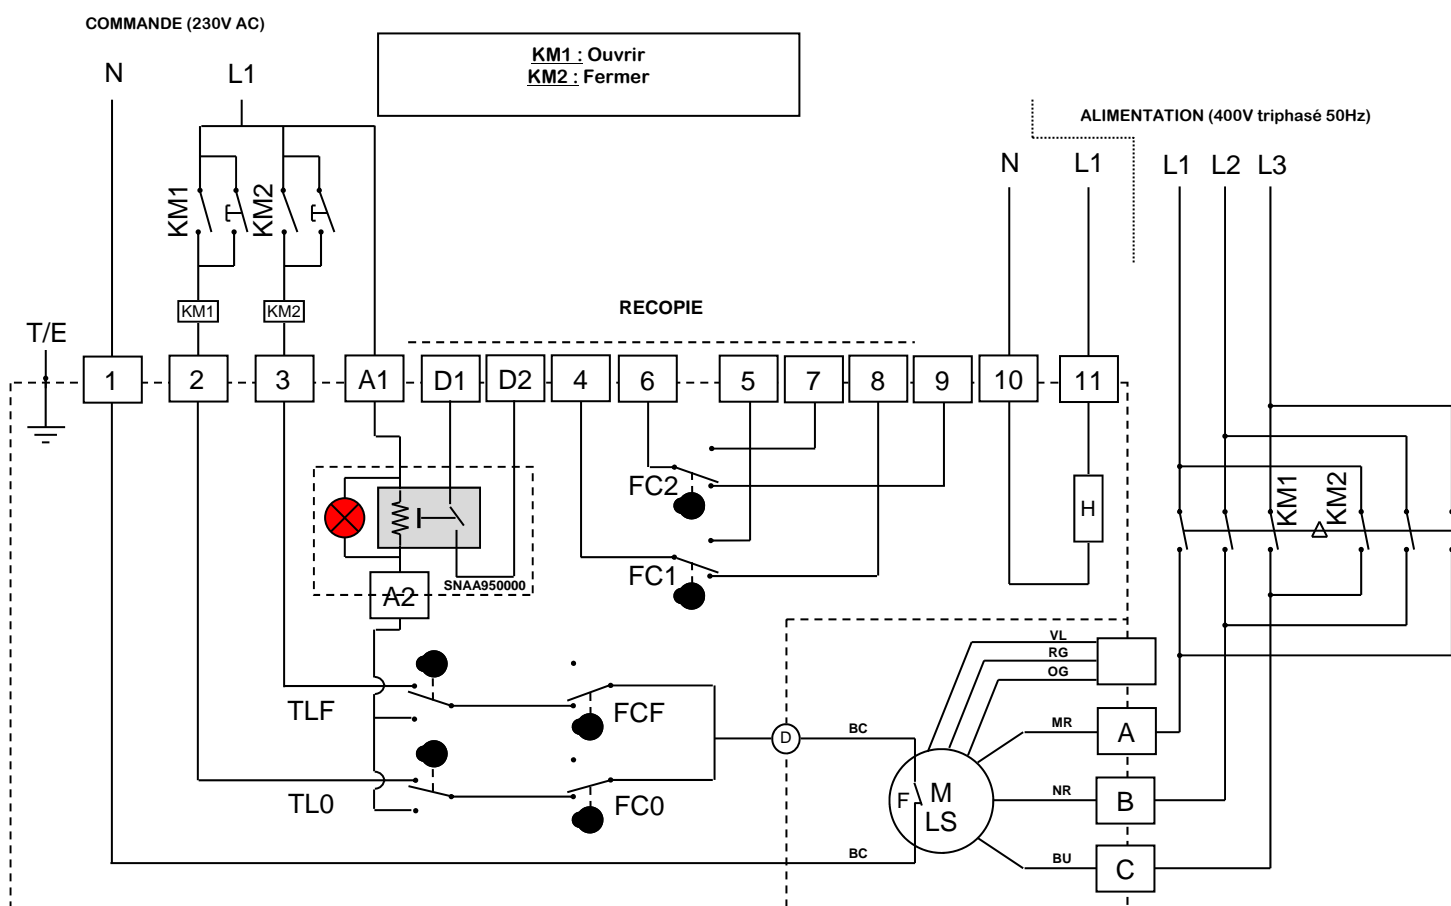 COMMANDE (230V AC)
KM1 : Ouvrir
KM2 : Fermer
N L1
ALIMENTATION (400V triphasé 50Hz)
N L1 L1 L2 L3
KM1 KM2
KM1 KM2
RECOPIE
T/E
1 2 3 A1 D1 D2 4 6 5 7 8 9 10 11
FC2
H
KM1 KM2
FC1
SNAA950000
A2
VL
RG
OG
TLF FCF
MR A
D BC
F M LS
NR B
TL0 FC0
BC
BU C